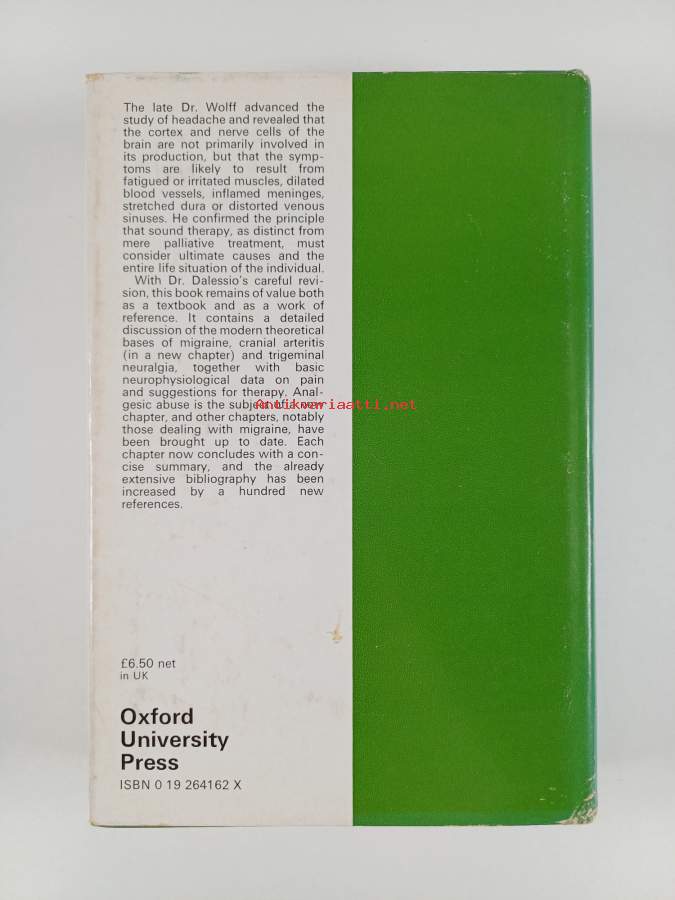 The late Dr. Wolff advanced the
study of headache and revealed that
the cortex and nerve cells of the
brain are not primarily involved in
its production, but that the symp-
toms are likely to result from
fatigued or irritated muscles, dilated
blood vessels, inflamed meninges,
stretched dura or distorted venous
sinuses. He confirmed the principle
that sound therapy, as distinct from
mere palliative treatment, must
consider ultimate causes and the
entire life situation of the individual.
With Dr. Dalessio's careful revi-
sion, this book remains of value both
as a textbook and as a work of
reference. It contains a detailed
discussion of the modern theoretical
bases of migraine, cranial arteritis
(in a new chapter) and trigeminal
neuralgia, together with basic
neurophysiological data on pain
and suggestions for therapy. Anal-
gesic abuse is the subject of a new
Antikvariaatti.net
chapter, and other chapters, notably
those dealing with migraine, have
been brought up to date. Each
chapter now concludes with a con-
cise summary, and the already
extensive bibliography has been
increased by a hundred new
references.
£6.50 net
in UK
Oxford
University
Press
ISBN 0 19 264162 X